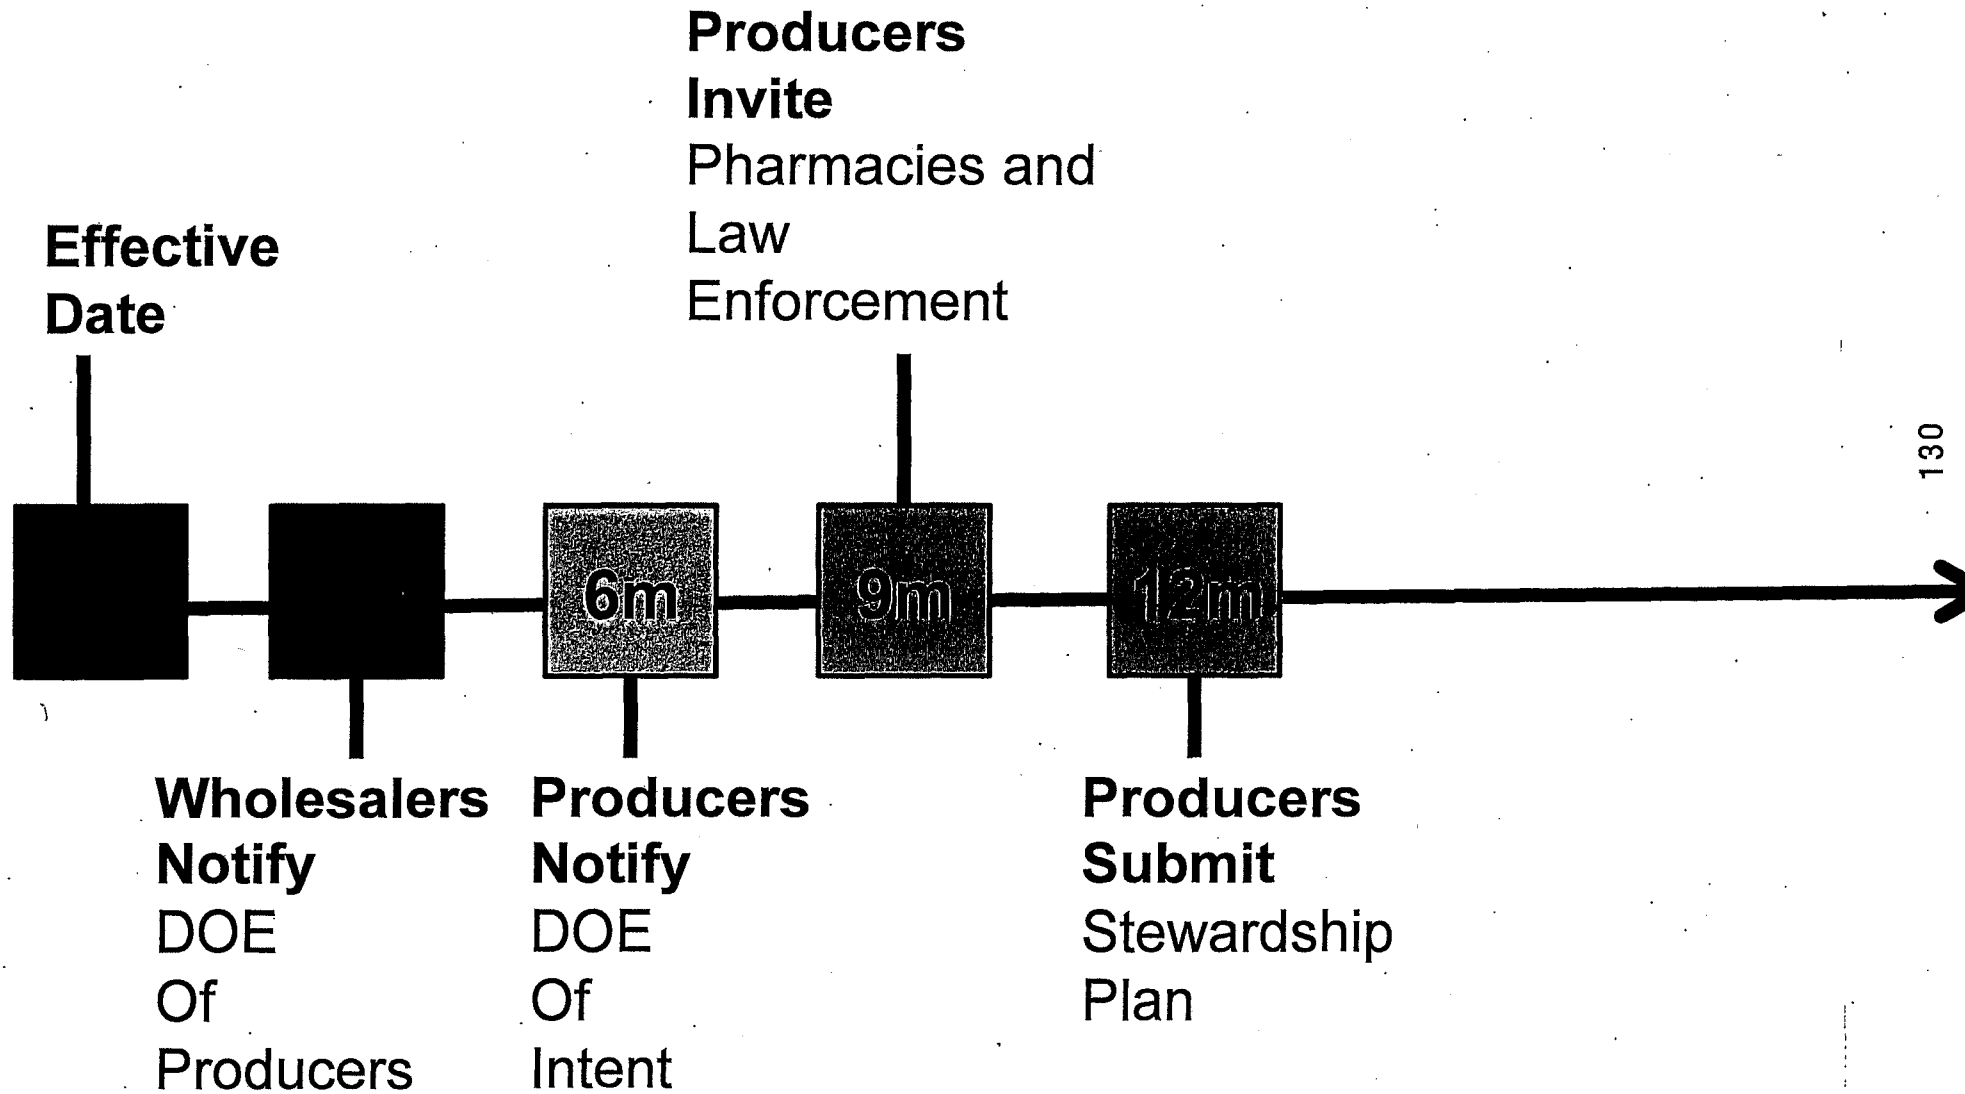 Producers
Invite
Pharmacies and
Law
Enforcement
Effective
Date
130
6m
9m
12m
Wholesalers
Notify
DOE
Of
Producers
Producers
Notify
DOE
Of
Intent
Producers
Submit
Stewardship
Plan